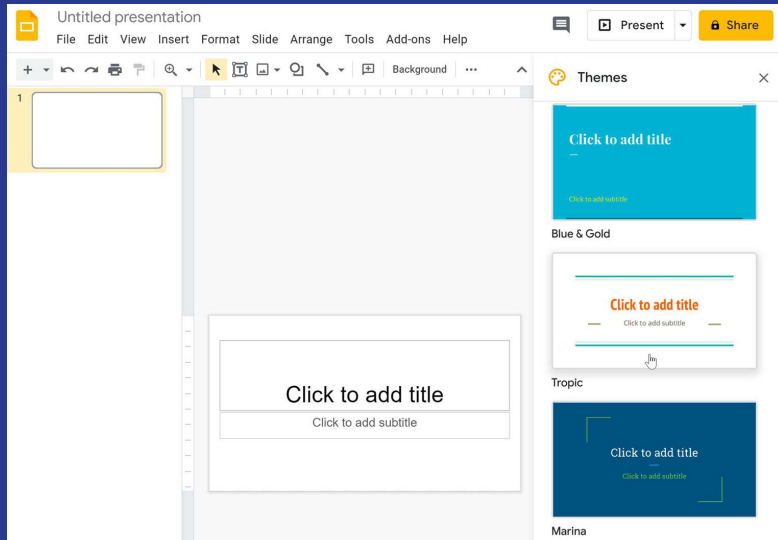 Untitled presentation
File Edit View Insert Format Slide Arrange Tools Add-ons Help
Present
Share
Background
Themes
1
Click to add title
Click to add subtitle
Click to add title
Click to add subtitle
Blue & Gold
Click to add title
Click to add subtitle
Tropic
Click to add title
Click to add subtitle
Marina